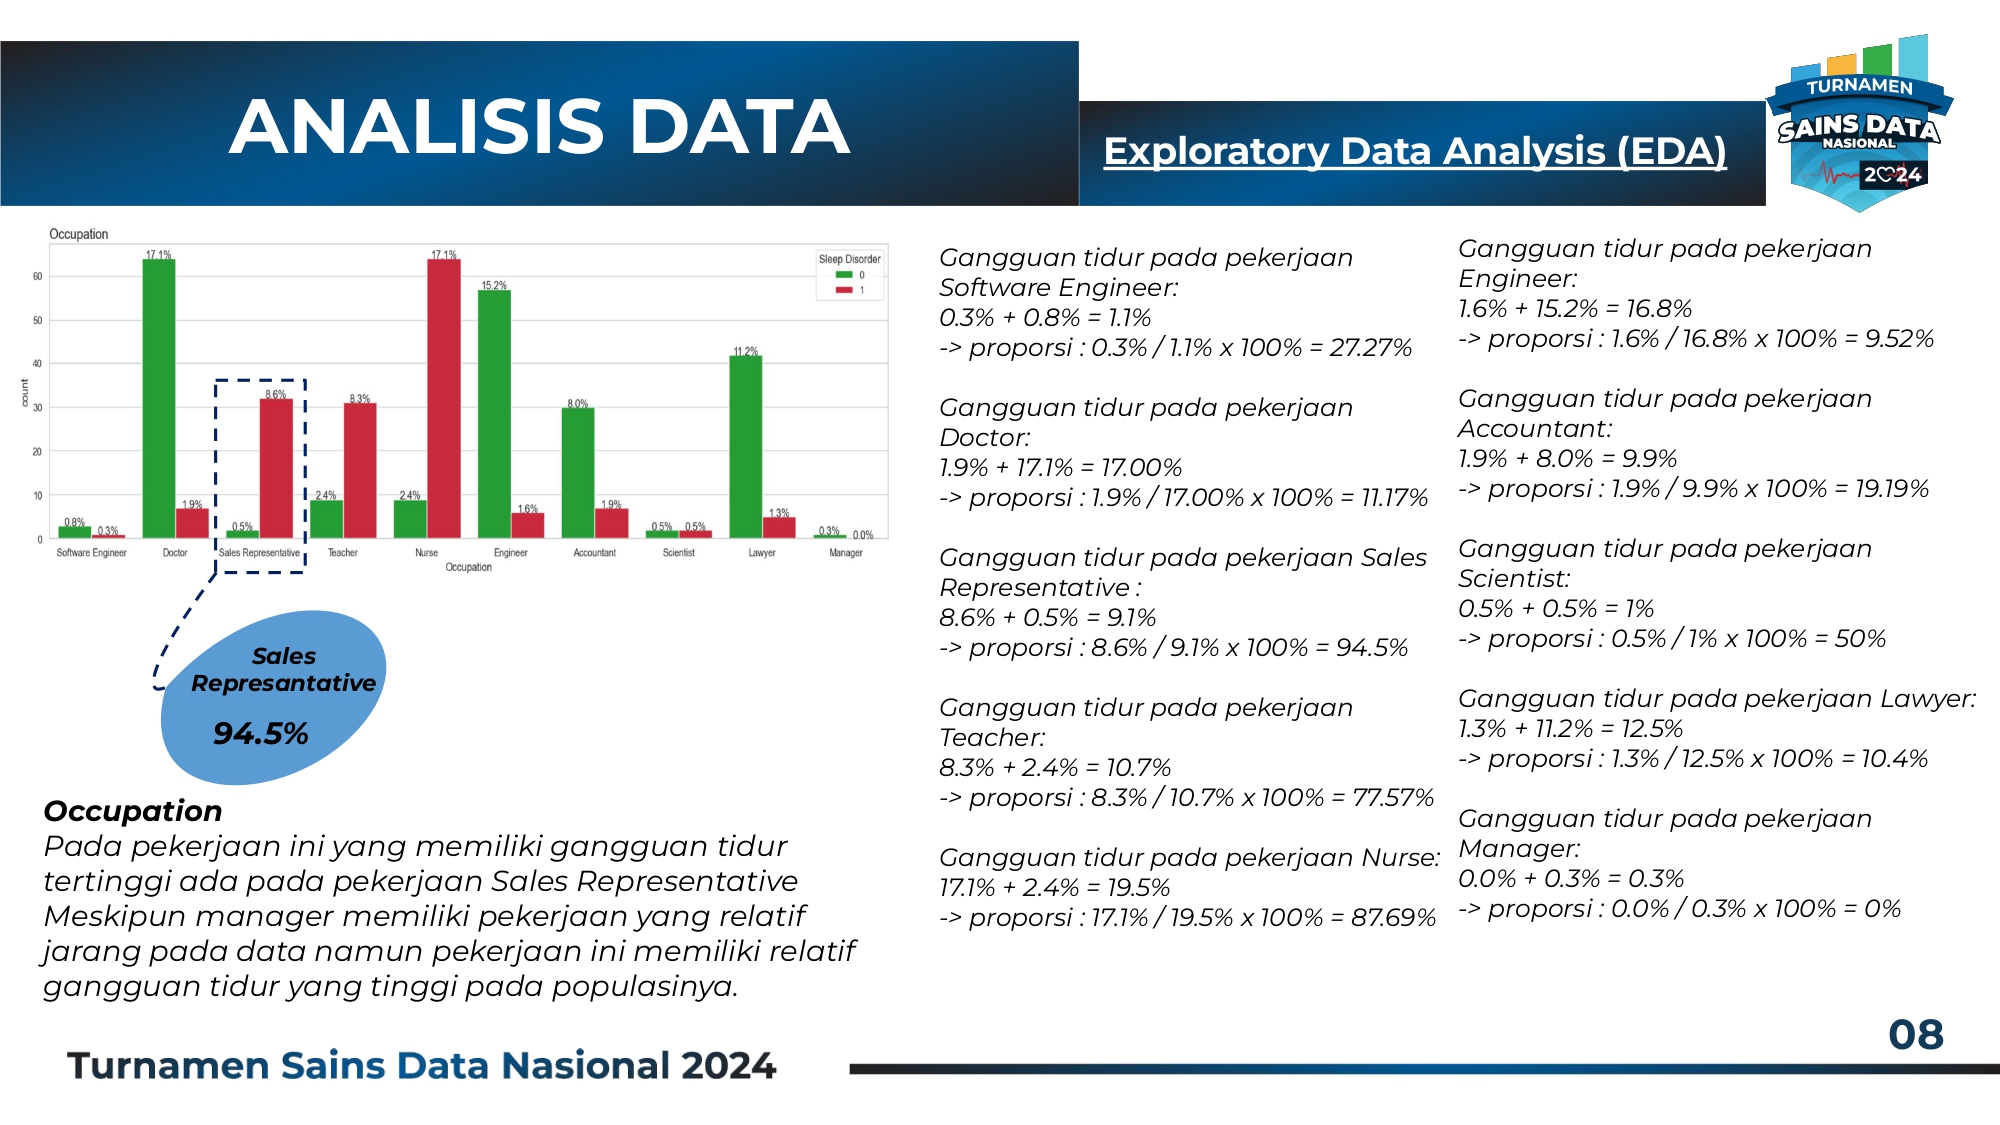 ANALISIS DATA
Exploratory Data Analysis (EDA)
TURNAMEN
SAINS DATA
NASIONAL
2024
Occupation
Sleep Disorder
0
1
count
60
50
40
30
20
10
0
0.8%
0.3%
17.1%
1.9%
0.5%
8.6%
2.4%
8.3%
2.4%
17.1%
15.2%
1.6%
8.0%
1.9%
0.5%
0.5%
11.2%
1.3%
0.3%
0.0%
Software Engineer
Doctor
Sales Representative
Teacher
Nurse
Engineer
Accountant
Scientist
Lawyer
Manager
Occupation
Sales
Represantative
94.5%
Occupation
Pada pekerjaan ini yang memiliki gangguan tidur
tertinggi ada pada pekerjaan Sales Representative
Meskipun manager memiliki pekerjaan yang relatif
jarang pada data namun pekerjaan ini memiliki relatif
gangguan tidur yang tinggi pada populasinya.
Gangguan tidur pada pekerjaan
Software Engineer:
0.3% + 0.8% = 1.1%
-> proporsi : 0.3% / 1.1% x 100% = 27.27%
Gangguan tidur pada pekerjaan
Doctor:
1.9% + 17.1% = 17.00%
-> proporsi : 1.9% / 17.00% x 100% = 11.17%
Gangguan tidur pada pekerjaan Sales
Representative :
8.6% + 0.5% = 9.1%
-> proporsi : 8.6% / 9.1% x 100% = 94.5%
Gangguan tidur pada pekerjaan
Teacher:
8.3% + 2.4% = 10.7%
-> proporsi : 8.3% / 10.7% x 100% = 77.57%
Gangguan tidur pada pekerjaan Nurse:
17.1% + 2.4% = 19.5%
-> proporsi : 17.1% / 19.5% x 100% = 87.69%
Gangguan tidur pada pekerjaan
Engineer:
1.6% + 15.2% = 16.8%
-> proporsi : 1.6% / 16.8% x 100% = 9.52%
Gangguan tidur pada pekerjaan
Accountant:
1.9% + 8.0% = 9.9%
-> proporsi : 1.9% / 9.9% x 100% = 19.19%
Gangguan tidur pada pekerjaan
Scientist:
0.5% + 0.5% = 1%
-> proporsi : 0.5% / 1% x 100% = 50%
Gangguan tidur pada pekerjaan Lawyer:
1.3% + 11.2% = 12.5%
-> proporsi : 1.3% / 12.5% x 100% = 10.4%
Gangguan tidur pada pekerjaan
Manager:
0.0% + 0.3% = 0.3%
-> proporsi : 0.0% / 0.3% x 100% = 0%
08
Turnamen Sains Data Nasional 2024